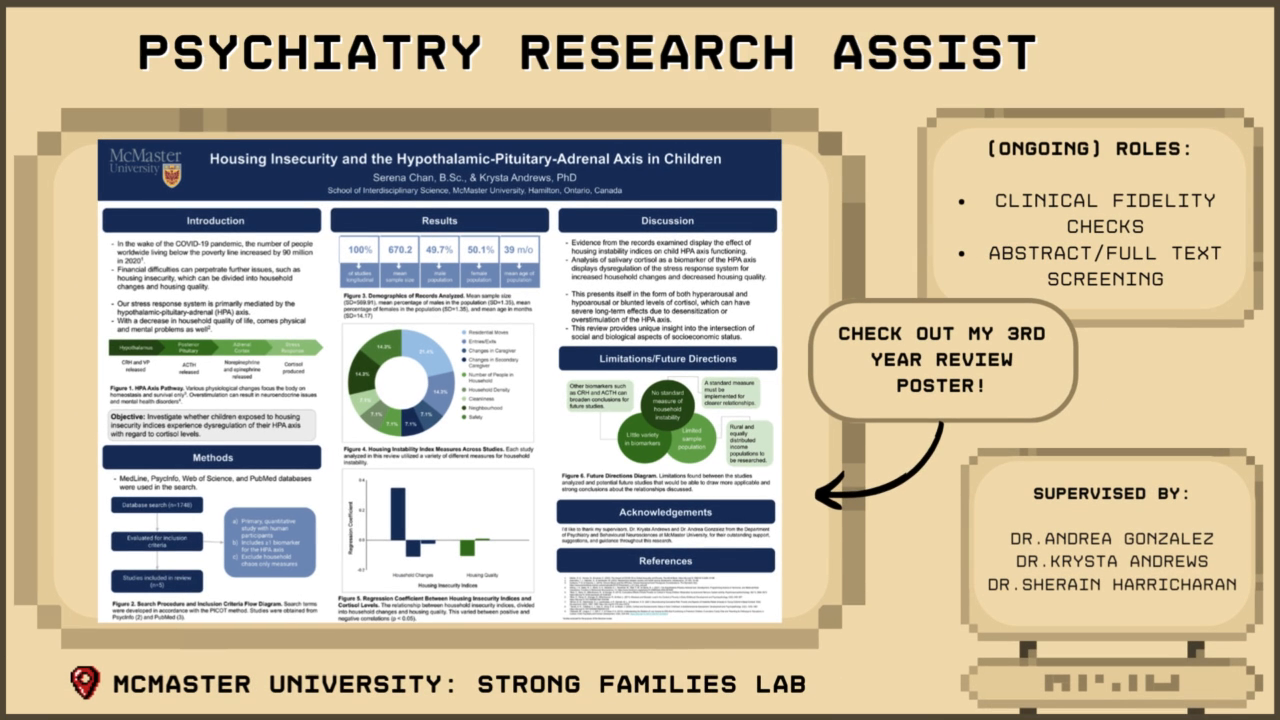 PSYCHIATRY RESEARCH ASSIST
McMaster
University
Housing Insecurity and the Hypothalamic-Pituitary-Adrenal Axis in Children
Serena Chan, B.Sc., & Krysta Andrews, PhD
School of Interdisciplinary Science, McMaster University, Hamilton, Ontario, Canada
Introduction
- In the wake of the COVID-19 pandemic, the number of people
worldwide living below the poverty line increased by 90 million
in 2020¹.
- Financial difficulties can perpetrate further issues, such as
housing insecurity, which can be divided into household
changes and housing quality.
- Our stress response system is primarily mediated by the
hypothalamic-pituitary-adrenal (HPA) axis.
- With a decrease in household quality of life, comes physical
and mental problems as well².
Hypothalamus
Posterior
Pituitary
Adrenal
Cortex
Stress
Response
CRH and VP
released
ACTH
released
Norepinephrine
and epinephrine
released
Cortisol
produced
Figure 1. HPA Axis Pathway. Various physiological changes focus the body on
homeostasis and survival only³. Overstimulation can result in neuroendocrine issues
and mental health disorders⁴.
Objective: Investigate whether children exposed to housing
insecurity indices experience dysregulation of their HPA axis
with regard to cortisol levels.
Methods
- MedLine, PsycInfo, Web of Science, and PubMed databases
were used in the search.
Database search (n=1748)
Evaluated for inclusion
criteria
Studies included in review
(n=5)
a) Primary quantitative
study with human
participants
b) Includes ≥1 biomarker
for the HPA axis
c) Exclude household
chaos only measures
Figure 2. Search Procedure and Inclusion Criteria Flow Diagram. Search terms
were developed in accordance with the PICOT method. Studies were obtained from
PsycInfo (2) and PubMed (3).
Results
100%
of studies
longitudinal
670.2
mean
sample size
49.7%
male
population
50.1%
female
population
39 m/o
mean age of
population
Figure 3. Demographics of Records Analyzed. Mean sample size
(SD=569.91), mean percentage of males in the population (SD=1.35), mean
percentage of females in the population (SD=1.38), and mean age in months
(SD=14.17)
14.3%
21.4%
14.3%
14.3%
7.1%
7.1%
7.1%
7.1%
7.1%
Residential Moves
Entries/Exits
Changes in Caregiver
Changes in Secondary
Caregiver
Number of People in
Household
Household Density
Cleanliness
Neighbourhood
Safety
Figure 4. Housing Instability Index Measures Across Studies. Each study
analyzed in this review utilized a variety of different measures for household
instability.
Regression Coefficient
0.4
0.2
0.0
-0.2
Household Changes
Housing Quality
Housing Insecurity Indices
Figure 5. Regression Coefficient Between Housing Insecurity Indices and
Cortisol Levels. The relationship between household insecurity indices, divided
into household changes and housing quality. This varied between positive and
negative correlations (p = 0.05).
Discussion
- Evidence from the records examined display the effect of
housing instability indices on child HPA axis functioning.
- Analysis of salivary cortisol as a biomarker of the HPA axis
displays dysregulation of the stress response system for
increased household changes and decreased housing quality.
- This presents itself in the form of both hyperarousal and
hypoarousal or blunted levels of cortisol, which can have
severe long-term effects due to desensitization or
overstimulation of the HPA axis.
- This review provides unique insight into the intersection of
social and biological aspects of socioeconomic status.
Limitations/Future Directions
Other biomarkers such
as CRH and ACTH can
broaden conclusions for
future studies.
No standard
measure of
household
instability
A standard measure
must be
implemented for
clearer relationships.
Little variety
in biomarkers
Limited
sample
population
Rural and
equally
distributed
income
populations to
be researched.
Figure 6. Future Directions Diagram. Limitations found between the studies
analyzed and potential future studies that would be able to draw more applicable and
strong conclusions about the relationships discussed.
Acknowledgements
I'd like to thank my supervisors, Dr. Krysta Andrews and Dr. Andrea Gonzalez from the Department
of Psychiatry and Behavioural Neurosciences at McMaster University, for their outstanding support,
suggestions, and guidance throughout this research.
References
(ONGOING) ROLES:
• CLINICAL FIDELITY
CHECKS
• ABSTRACT/FULL TEXT
SCREENING
CHECK OUT MY 3RD
YEAR REVIEW
POSTER!
SUPERVISED BY:
DR.ANDREA GONZALEZ
DR.KRYSTA ANDREWS
DR.SHERAIN HARRICHARAN
MCMASTER UNIVERSITY: STRONG FAMILIES LAB